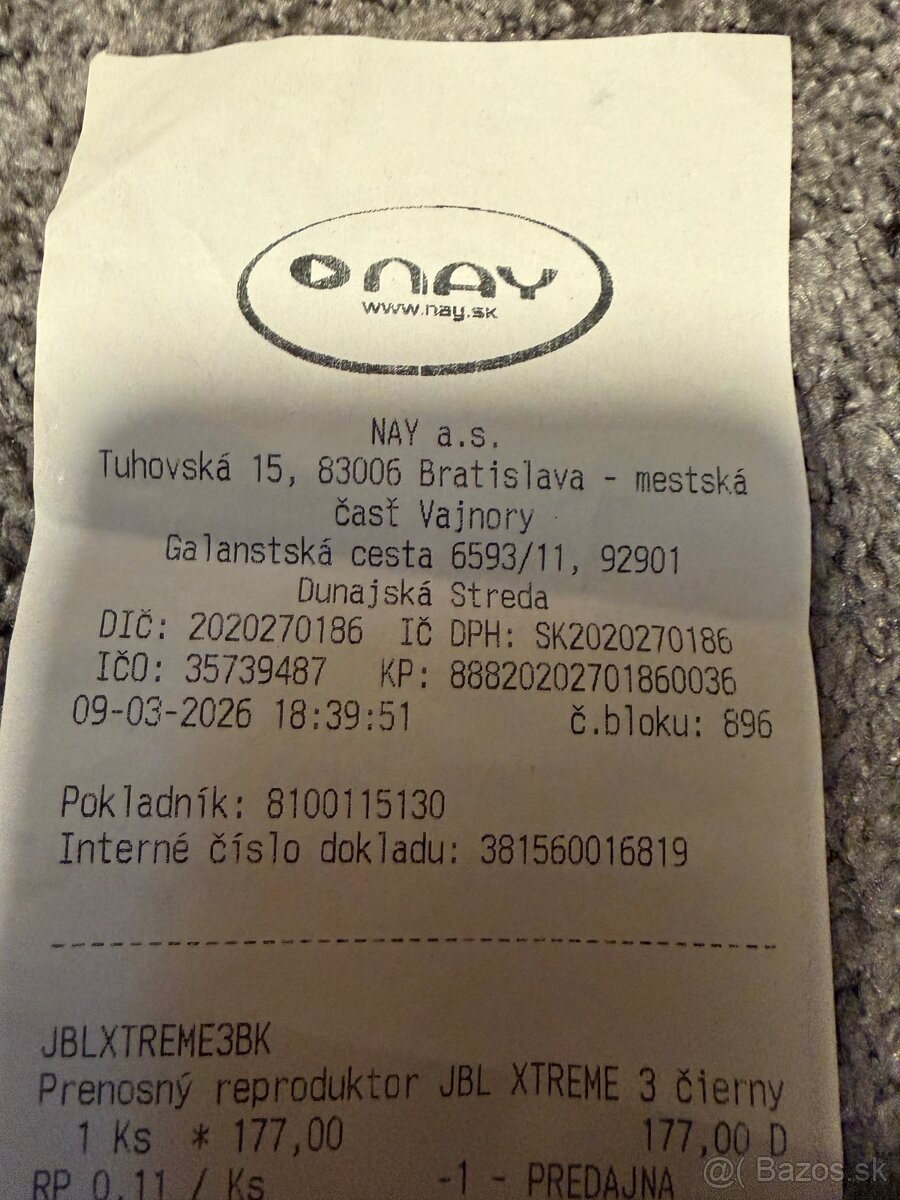 NAY
www.nay.sk
NAY a.s.
Tuhovská 15, 83006 Bratislava - mestská
časť Vajnory
Galanstská cesta 6593/11, 92901
Dunajská Streda
DIČ: 2020270186 IČ DPH: SK2020270186
IČO: 35739487 KP: 88820202701860036
09-03-2026 18:39:51 č.bloku: 896
Pokladník: 8100115130
Interné číslo dokladu: 381560016819
JBLXTREME3BK
Prenosný reproduktor JBL XTREME 3 čierny
1 Ks * 177,00 177,00 D
RP 0.11 / Ks -1 - PREDAJNA
@( Bazos.sk